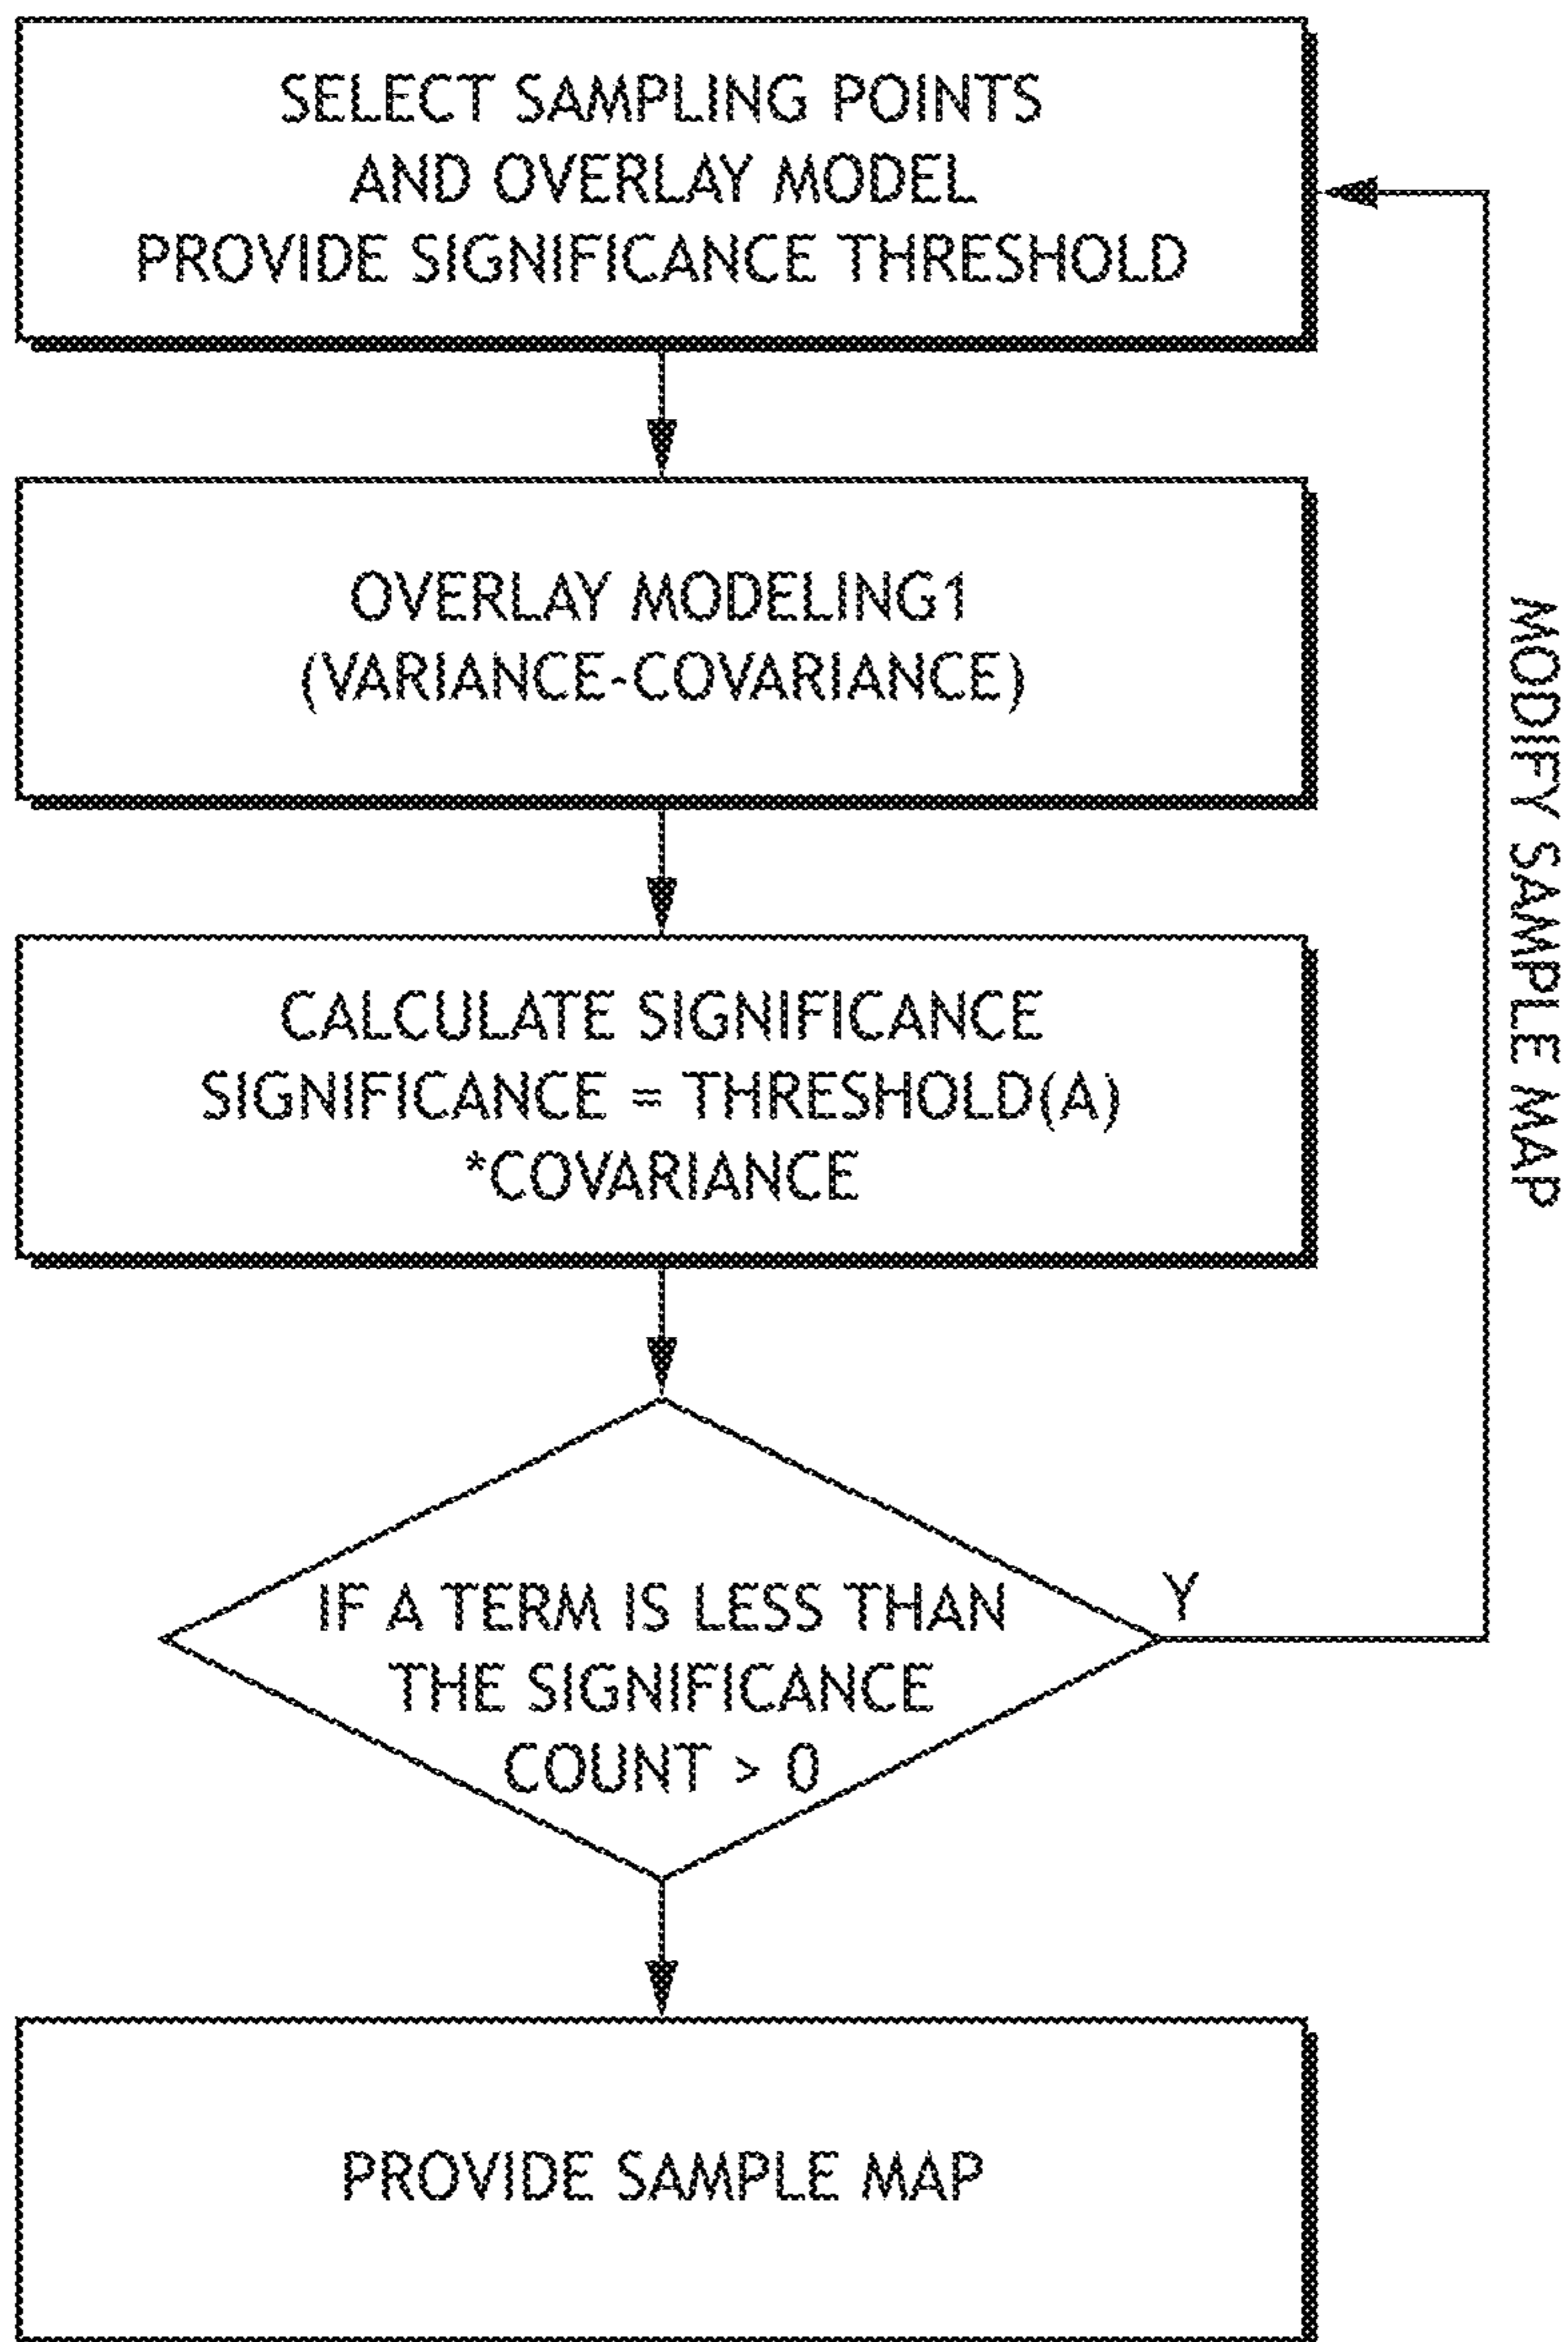 SELECT SAMPLING POINTS
AND OVERLAY MODEL
PROVIDE SIGNIFICANCE THRESHOLD
OVERLAY MODELING1
(VARIANCE-COVARIANCE)
CALCULATE SIGNIFICANCE
SIGNIFICANCE = THRESHOLD(A)
*COVARIANCE
IF A TERM IS LESS THAN
THE SIGNIFICANCE
COUNT > 0
Y
MODIFY SAMPLE MAP
PROVIDE SAMPLE MAP